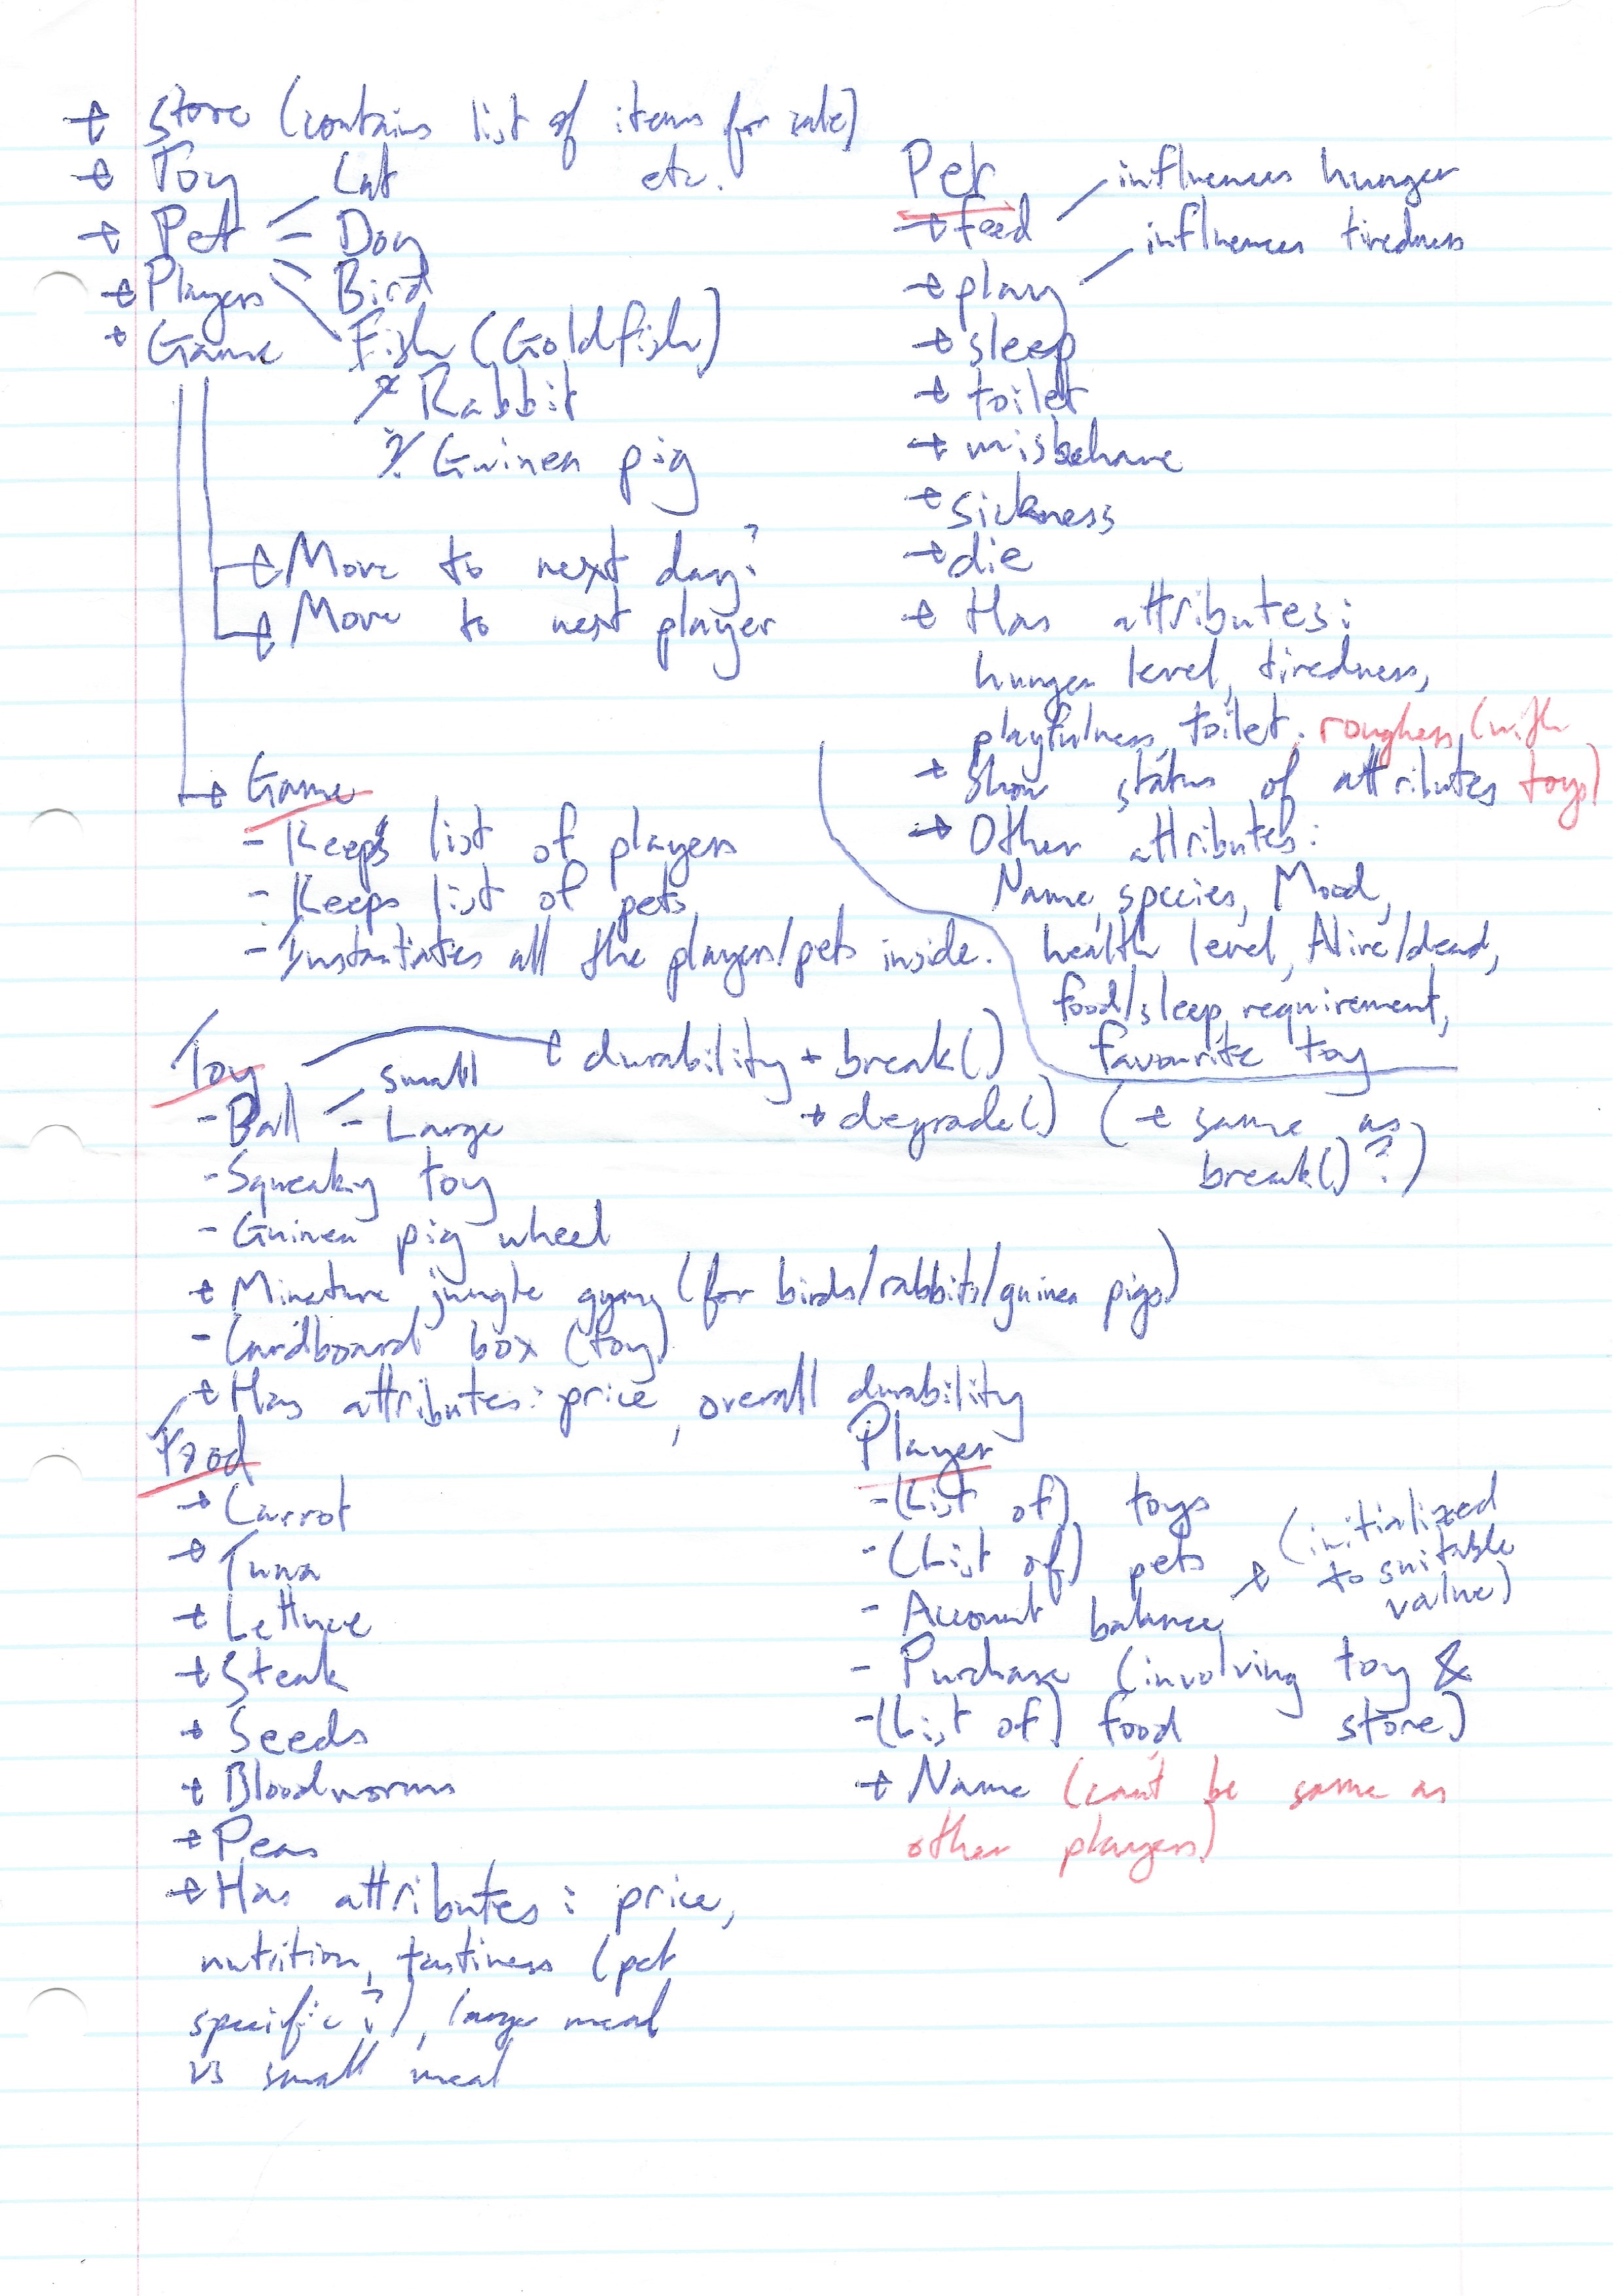 → Store (contains list of items for sale)
→ Toy
→ Pet
→ Players
→ Game
Cat
etc.
Dog
Bird
Fish (Goldfish)
Rabbit
Guinea pig
→ Move to next day?
→ Move to next player
→ Game
- Keeps list of players
- Keeps list of pets
- Instantiates all the players/pets inside.
Pet
→ feed
influences hunger
→ play
influences tiredness
→ sleep
→ toilet
→ misbehave
→ sickness
→ die
→ Has attributes:
hunger level, tiredness,
playfulness, toilet, roughness (with
toys)
→ Show status of attributes
→ Other attributes:
Name, species, Mood,
health level, Alive/dead,
food/sleep requirement,
favourite toy
Toy
→ durability → break()
→ degrade() (→ same as
break()?)
- Ball
small
- Large
- Squeaky toy
- Guinea pig wheel
→ Minature jungle gym (for birds/rabbits/guinea pigs)
- Cardboard box (toy)
→ Has attributes: price, overall durability
Food
→ Carrot
→ Tuna
→ Lettuce
→ Steak
→ Seeds
→ Bloodworms
→ Peas
→ Has attributes: price,
nutrition, tastiness (pet
specific?), large meal
vs small meal
Player
- (List of) toys
- (List of) pets
- Account balance → (initialized
to suitable
value)
- Purchase (involving toy &
store)
- (List of) food
→ Name (can't be same as
other players)